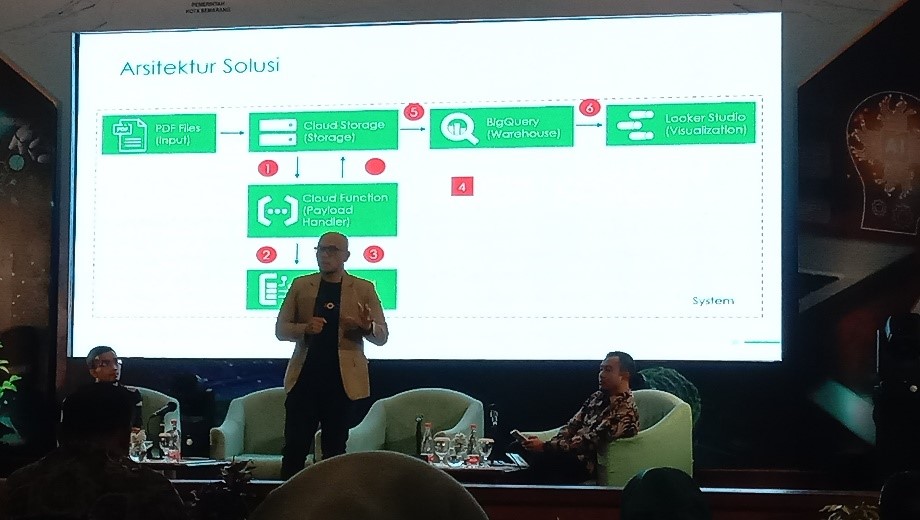 PEMERINTAH
KOTA SEMARANG
Arsitektur Solusi
PDF
PDF Files
(Input)
Cloud Storage
(Storage)
5
BigQuery
(Warehouse)
6
Looker Studio
(Visualization)
1
4
Cloud Function
(Payload
Handler)
2
3
System